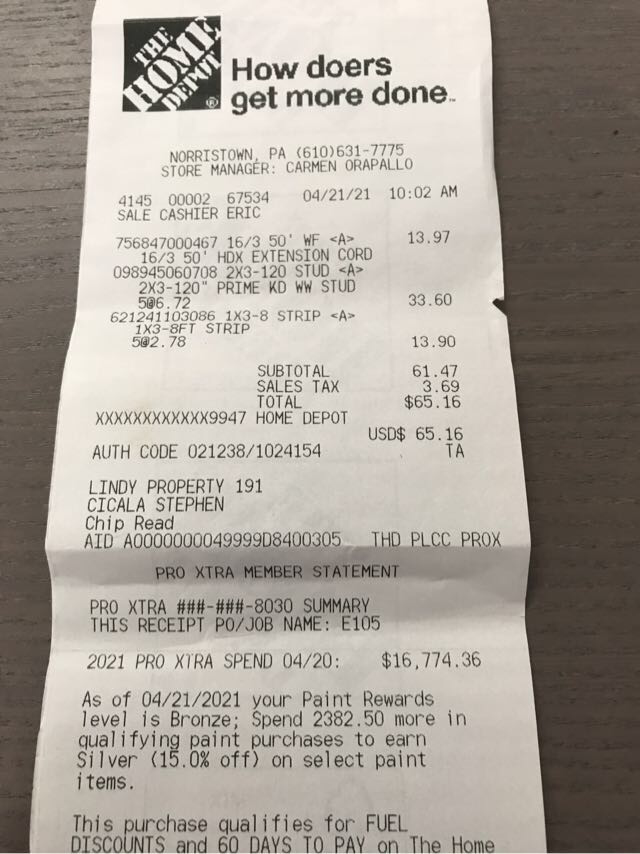 THE
HOME
DEPOT
®
How doers
get more done.™
NORRISTOWN, PA (610)631-7775
STORE MANAGER: CARMEN ORAPALLO
4145 00002 67534 04/21/21 10:02 AM
SALE CASHIER ERIC
756847000467 16/3 50' WF <A> 13.97
16/3 50' HDX EXTENSION CORD
098945060708 2X3-120 STUD <A>
2X3-120" PRIME KD WW STUD
5@6.72 33.60
621241103086 1X3-8 STRIP <A>
1X3-8FT STRIP
5@2.78 13.90
SUBTOTAL 61.47
SALES TAX 3.69
TOTAL $65.16
XXXXXXXXXXXX9947 HOME DEPOT
USD$ 65.16
AUTH CODE 021238/1024154 TA
LINDY PROPERTY 191
CICALA STEPHEN
Chip Read
AID A0000000049999D8400305 THD PLCC PROX
PRO XTRA MEMBER STATEMENT
PRO XTRA ###-###-8030 SUMMARY
THIS RECEIPT PO/JOB NAME: E105
2021 PRO XTRA SPEND 04/20: $16,774.36
As of 04/21/2021 your Paint Rewards
level is Bronze; Spend 2382.50 more in
qualifying paint purchases to earn
Silver (15.0% off) on select paint
items.
This purchase qualifies for FUEL
DISCOUNTS and 60 DAYS TO PAY on The Home